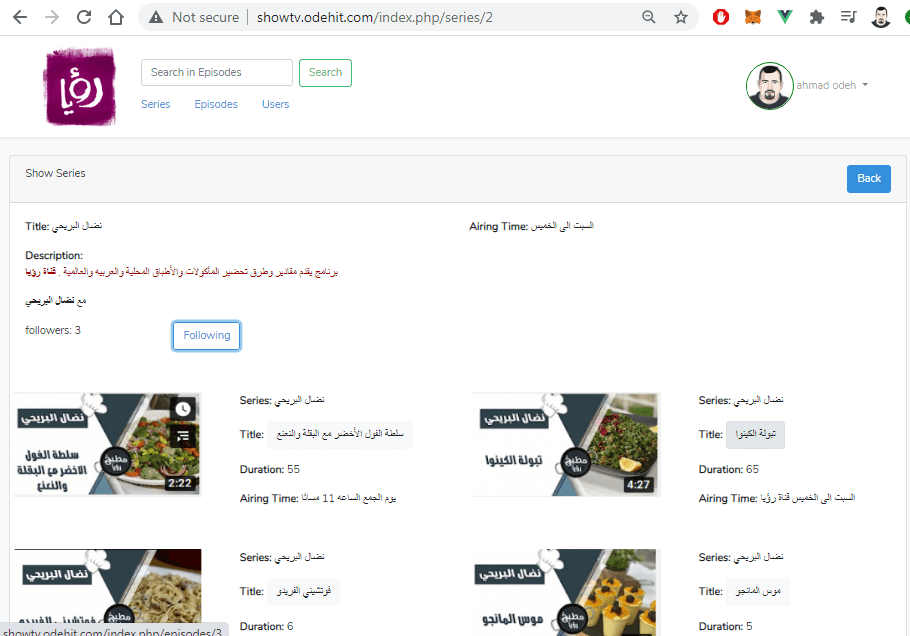 Not secure | showtv.odehit.com/index.php/series/2
رؤيا
Search in Episodes
Search
Series Episodes Users
ahmad odeh
Show Series
Back
Title: نضال البريحي
Airing Time: السبت الى الخميس
Description:
برنامج يقدم مقادير وطرق تحضير المأكولات والأطباق المحلية والعربيه والعالمية . قناة رؤيا
مع نضال البريحي
followers: 3
Following
نضال البريحي
سلطة الفول
الاخضر مع البقلة
والنعنع
مطبخ
رؤيا
2:22
Series: نضال البريحي
Title: سلطة الفول الأخضر مع البقلة والنعنع
Duration: 55
Airing Time: يوم الجمع الساعه 11 مسائا
نضال البريحي
تبولة الكينوا
مطبخ
رؤيا
4:27
Series: نضال البريحي
Title: تبولة الكينوا
Duration: 65
Airing Time: السبت الى الخميس قناة رؤيا
نضال البريحي
مطبخ
Series: نضال البريحي
Title: فوتشيني الفريدو
Duration: 6
نضال البريحي
موس المانجو
مطبخ
Series: نضال البريحي
Title: موس المانجو
Duration: 5
showtv.odehit.com/index.php/episodes/3